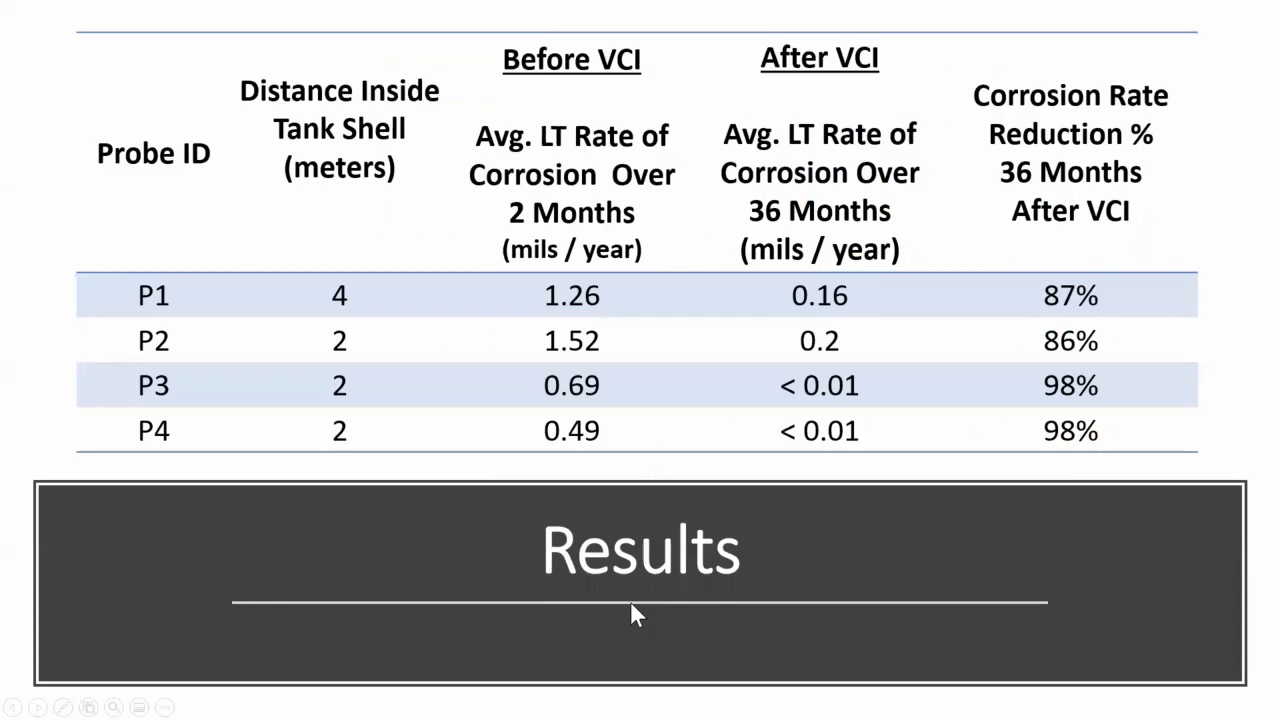 Probe ID
Distance Inside
Tank Shell
(meters)
Before VCI
Avg. LT Rate of
Corrosion Over
2 Months
(mils / year)
After VCI
Avg. LT Rate of
Corrosion Over
36 Months
(mils / year)
Corrosion Rate
Reduction %
36 Months
After VCI
P1 4 1.26 0.16 87%
P2 2 1.52 0.2 86%
P3 2 0.69 < 0.01 98%
P4 2 0.49 < 0.01 98%
Results